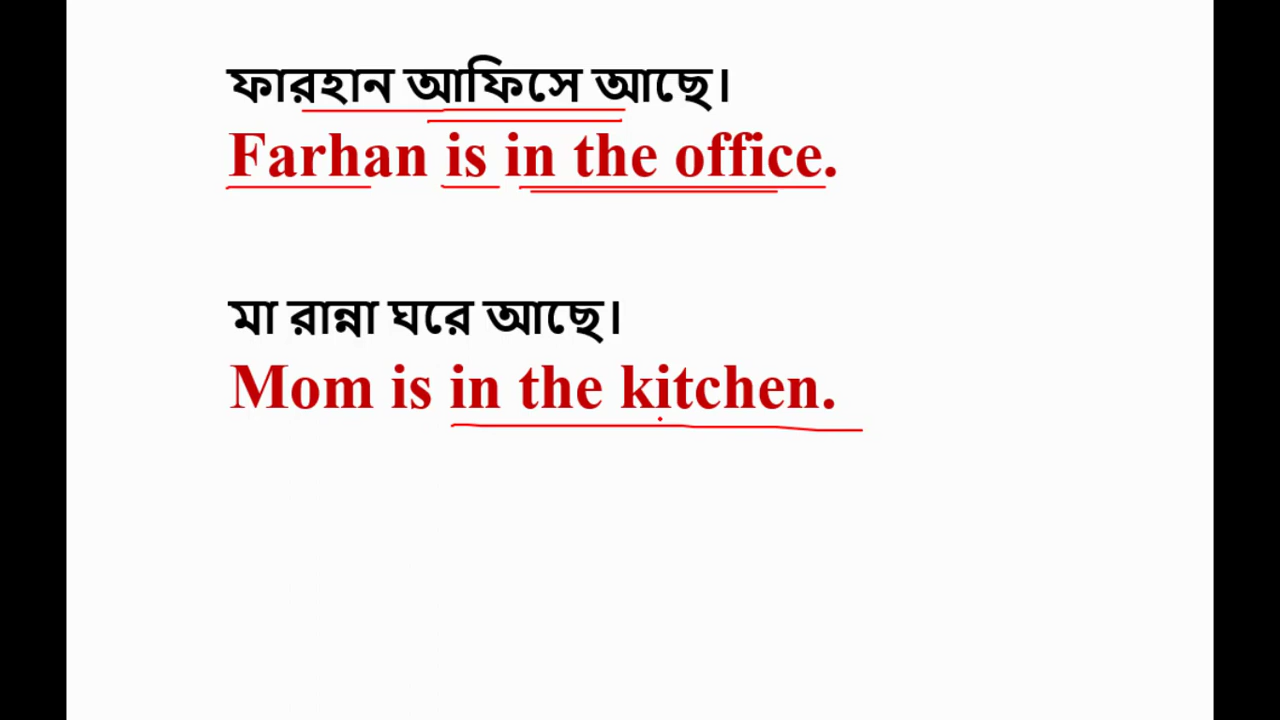 ফারহান আফিসে আছে।
Farhan is in the office.
মা রান্না ঘরে আছে।
Mom is in the kitchen.